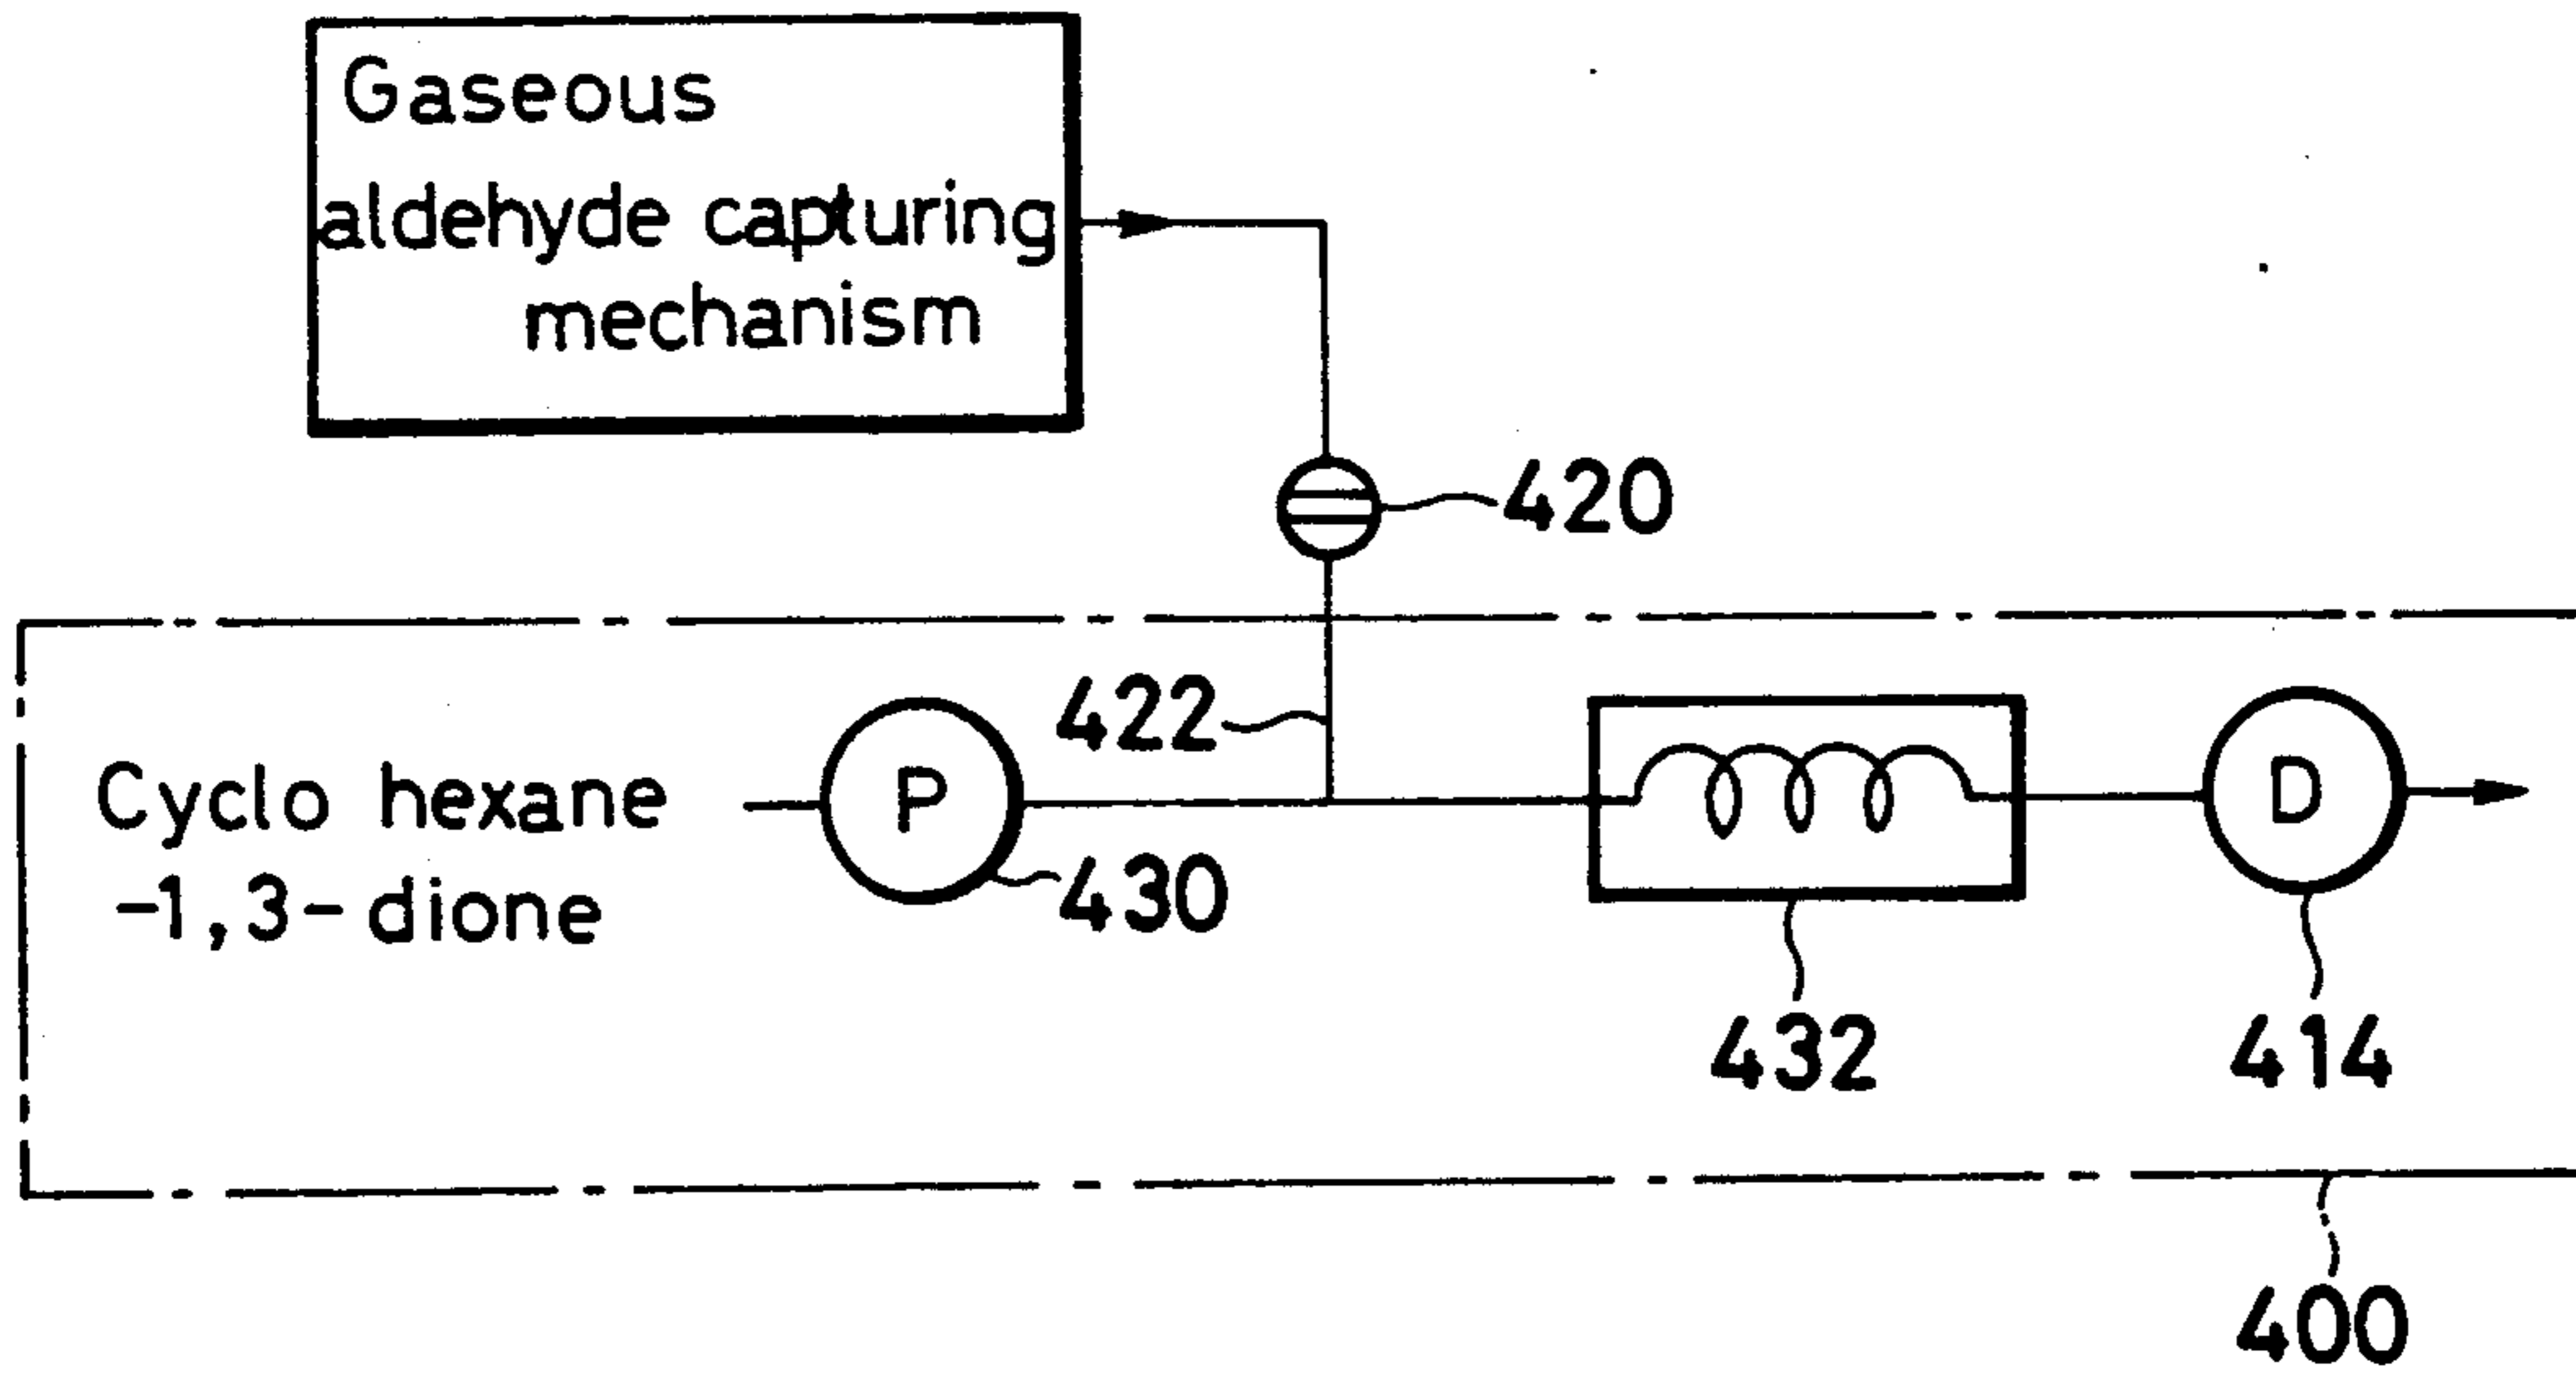 Gaseous
aldehyde capturing
mechanism
420
422
Cyclo hexane
-1,3-dione
P
430
D
432
414
400